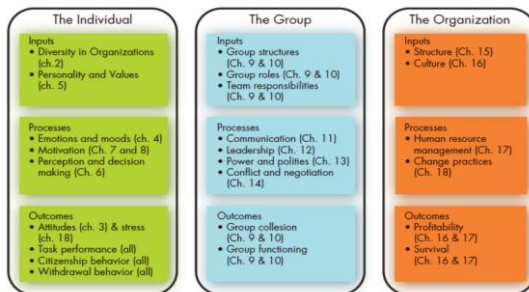 The Individual
Inputs
• Diversity in Organizations
(ch.2)
• Personality and Values
(ch. 5)
Processes
• Emotions and moods (ch. 4)
• Motivation (Ch. 7 and 8)
• Perception and decision
making (Ch. 6)
Outcomes
• Attitudes (ch. 3) & stress
(ch. 18)
• Task performance (all)
• Citizenship behavior (all)
• Withdrawal behavior (all)
The Group
Inputs
• Group structures
(Ch. 9 & 10)
• Group roles (Ch. 9 & 10)
• Team responsibilities
(Ch. 9 & 10)
Processes
• Communication (Ch. 11)
• Leadership (Ch. 12)
• Power and polities (Ch. 13)
• Conflict and negotiation
(Ch. 14)
Outcomes
• Group collesion
(Ch. 9 & 10)
• Group functioning
(Ch. 9 & 10)
The Organization
Inputs
• Structure (Ch. 15)
• Culture (Ch. 16)
Processes
• Human resource
management (Ch. 17)
• Change practices
(Ch. 18)
Outcomes
• Profitability
(Ch. 16 & 17)
• Survival
(Ch. 16 & 17)